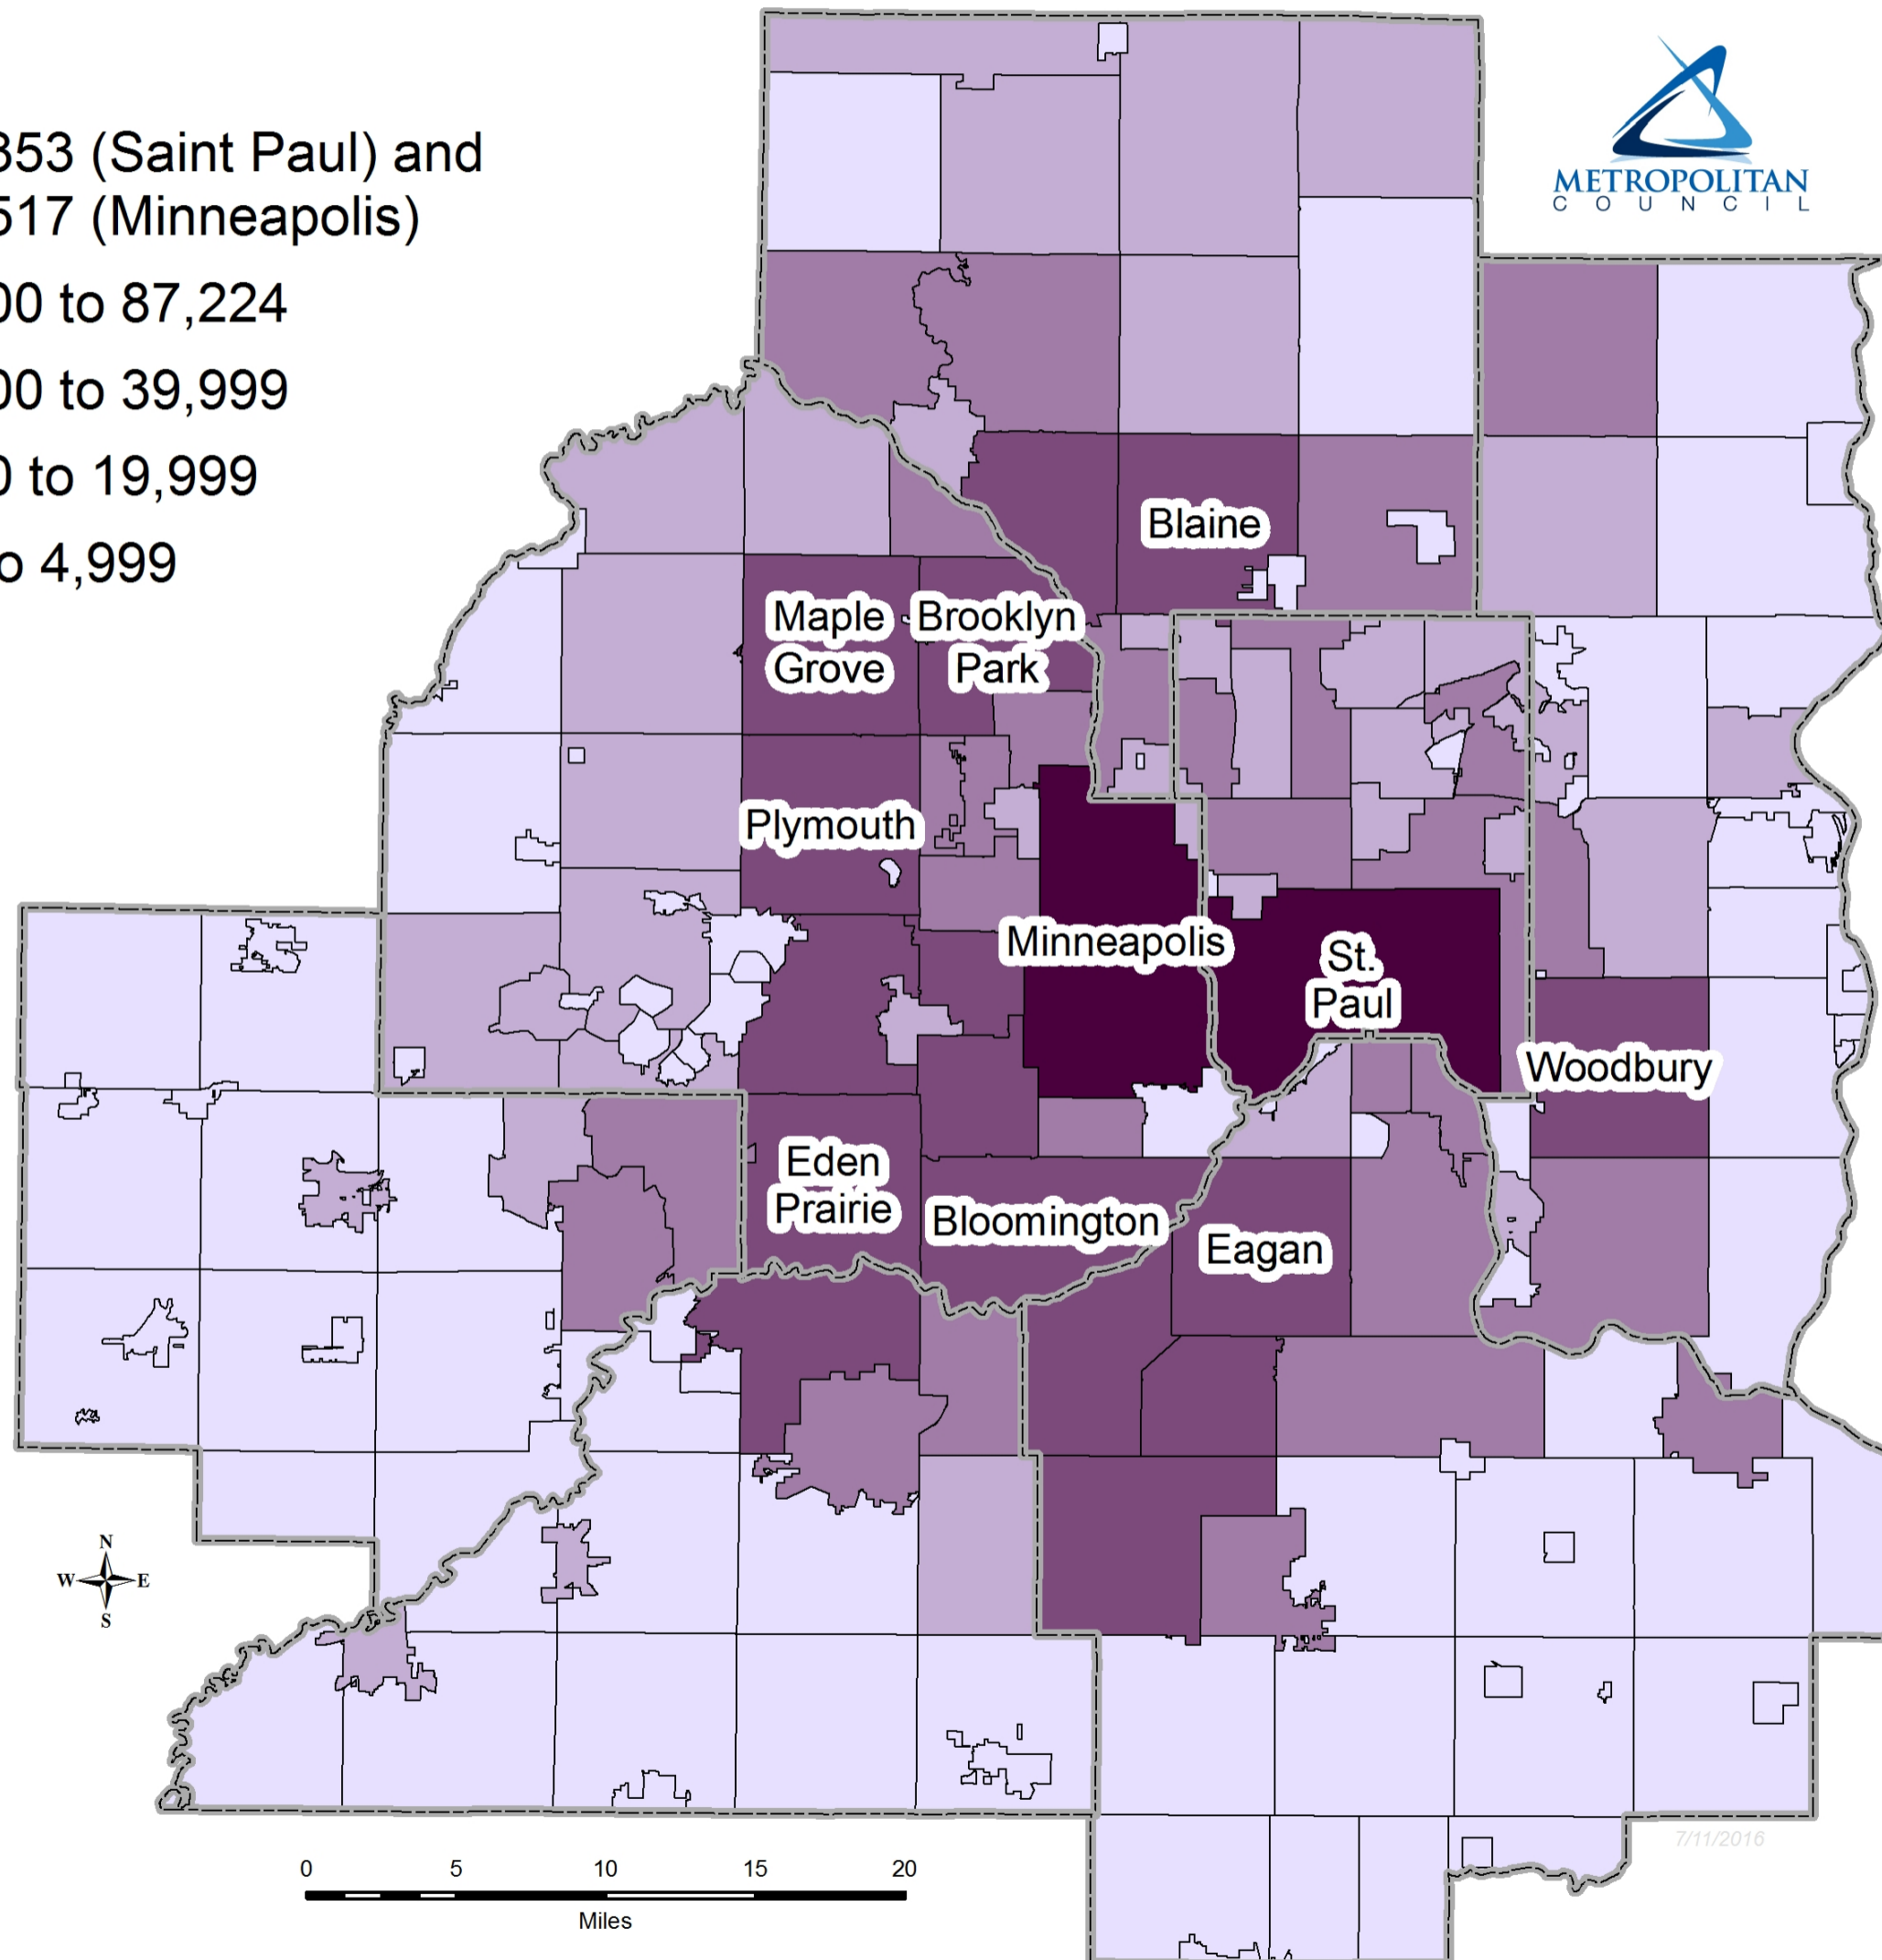 353 (Saint Paul) and
517 (Minneapolis)
00 to 87,224
00 to 39,999
0 to 19,999
o 4,999
METROPOLITAN
COUNCIL
Blaine
Maple
Grove
Brooklyn
Park
Plymouth
Minneapolis
St.
Paul
Woodbury
Eden
Prairie
Bloomington
Eagan
N
W E
S
7/11/2016
0 5 10 15 20
Miles